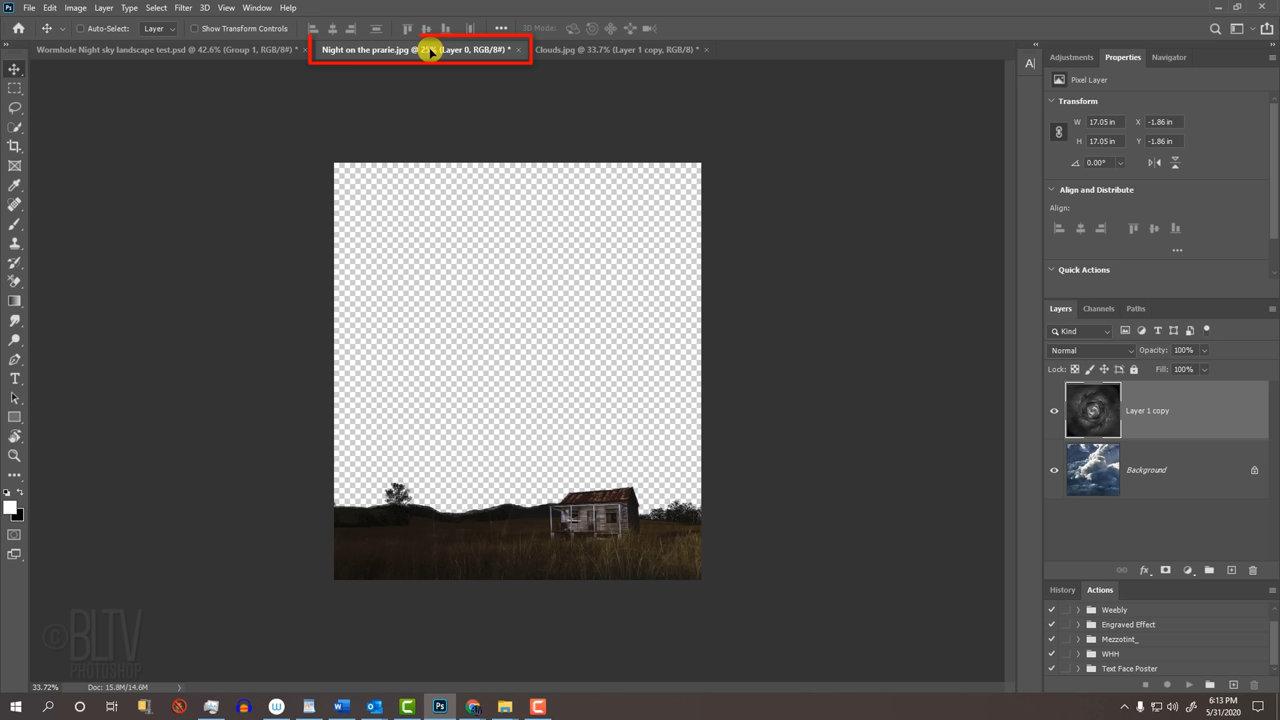 File Edit Image Layer Type Select Filter 3D View Window Help
Auto-Select: Layer Show Transform Controls ••• 3D Mode:
Wormhole Night sky landscape test.psd @ 42.6% (Group 1, RGB/8#) * × Night on the prarie.jpg @ 25% (Layer 0, RGB/8#) * × Clouds.jpg @ 33.7% (Layer 1 copy, RGB/8) * ×
Adjustments Properties Navigator
Pixel Layer
Transform
W 17.05 in X -1.86 in
H 17.05 in Y -1.86 in
0.00°
Align and Distribute
Align:
•••
Quick Actions
Layers Channels Paths
Kind
Normal Opacity: 100%
Lock: Fill: 100%
Layer 1 copy
Background
fx
History Actions
Weebly
Engraved Effect
Mezzotint_
WHH
Text Face Poster
©BLTV
PHOTOSHOP
33.72% Doc: 15.8M/14.6M
6:13 PM
5/31/2020